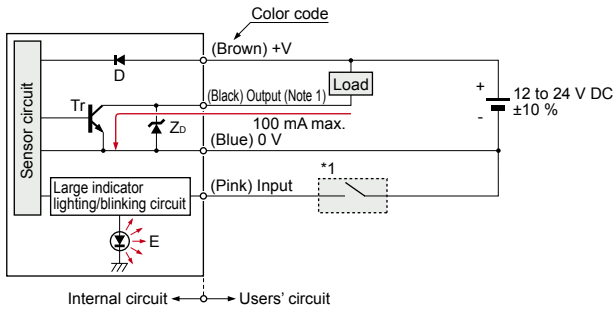 Color code
(Brown) +V
D
Load
Sensor circuit
Tr
(Black) Output (Note 1)
+
12 to 24 V DC
±10 %
-
ZD
100 mA max.
(Blue) 0 V
*1
Large indicator
lighting/blinking circuit
(Pink) Input
E
Internal circuit
Users' circuit